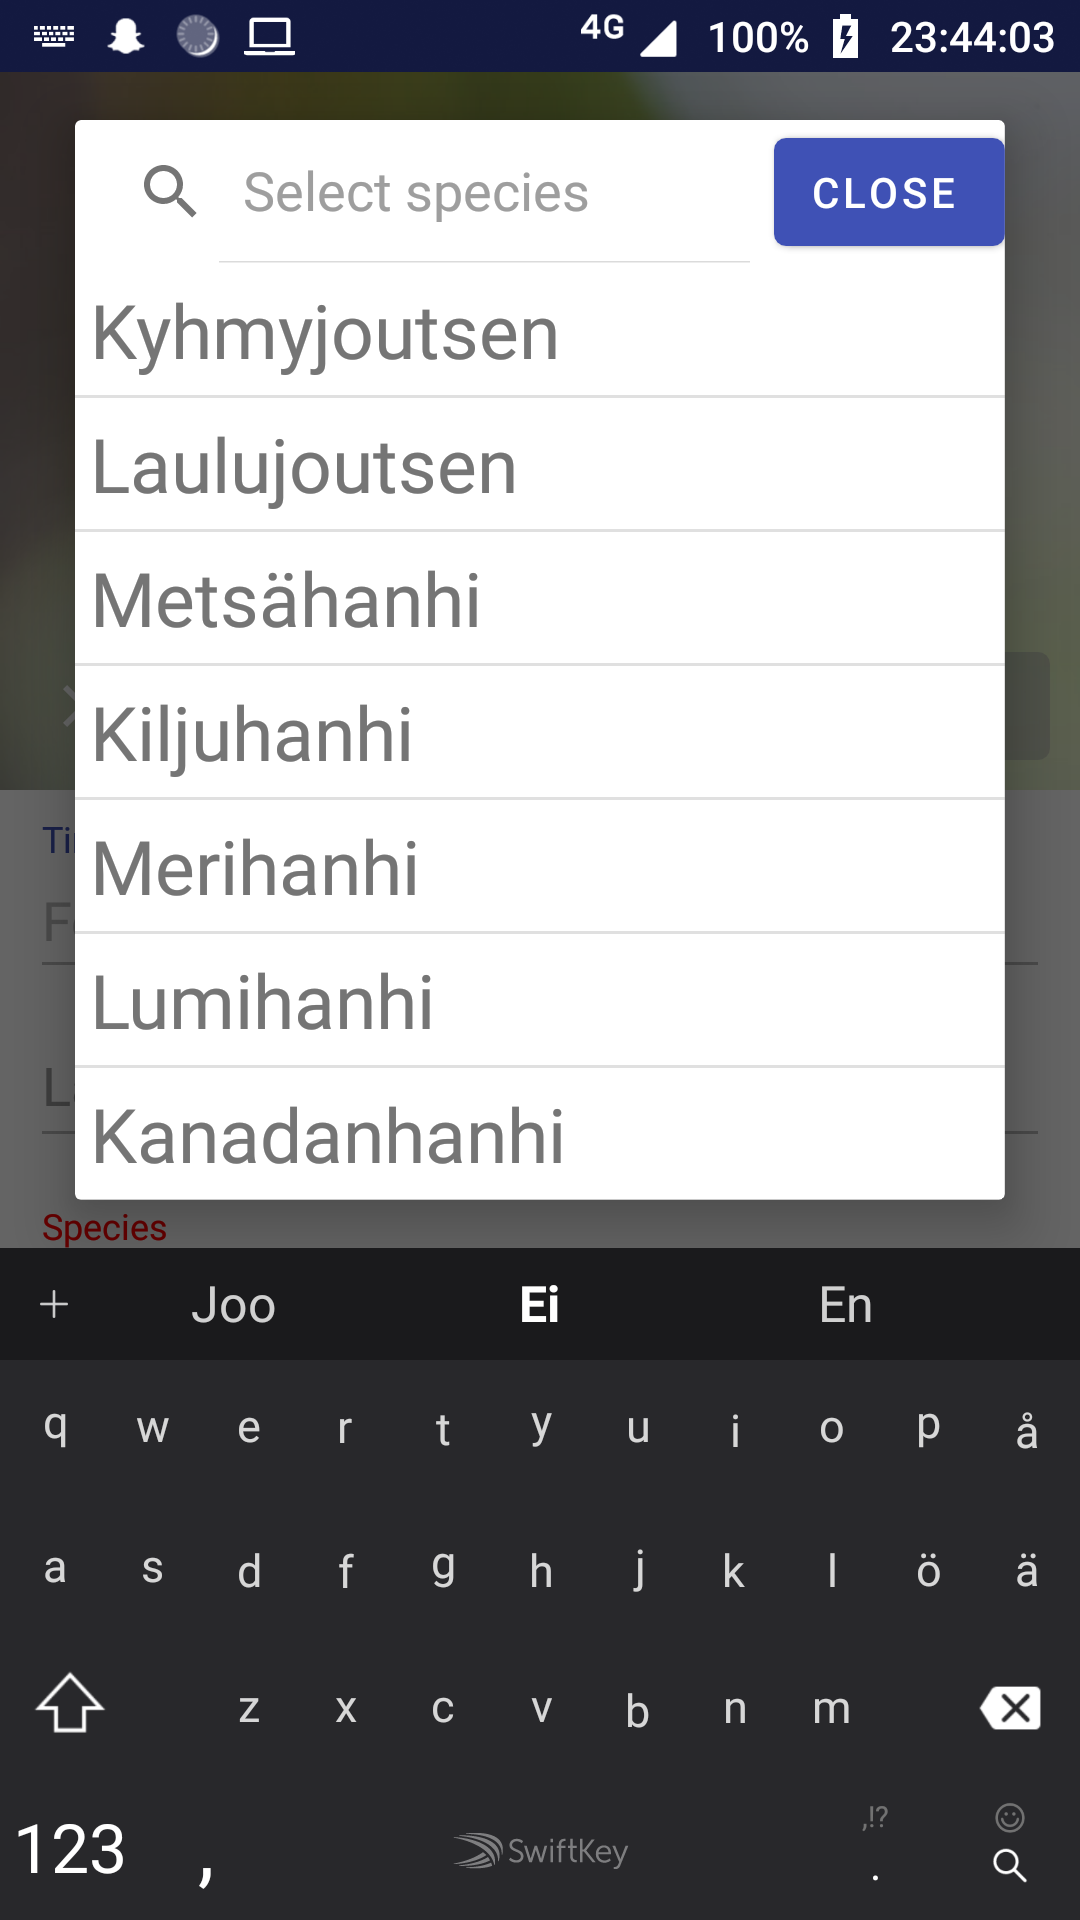 4G 100% 23:44:03
Select species CLOSE
Kyhmyjoutsen
Laulujoutsen
Metsähanhi
Kiljuhanhi
Ti
Merihanhi
F
Lumihanhi
L
Kanadanhanhi
Species
+ Joo Ei En
q w e r t y u i o p å
a s d f g h j k l ö ä
z x c v b n m
,!?
123 , SwiftKey .